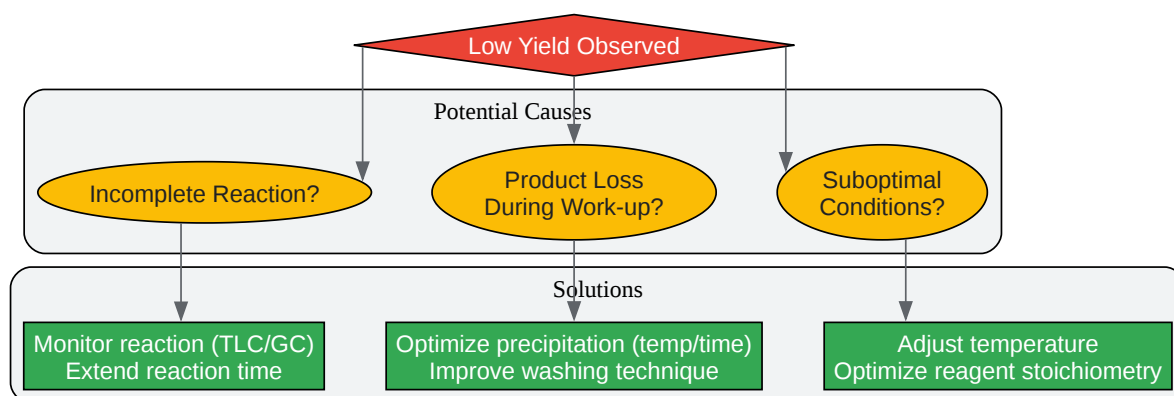 Low Yield Observed
Potential Causes
Incomplete Reaction?
Product Loss
During Work-up?
Suboptimal
Conditions?
Solutions
Monitor reaction (TLC/GC)
Extend reaction time
Optimize precipitation (temp/time)
Improve washing technique
Adjust temperature
Optimize reagent stoichiometry